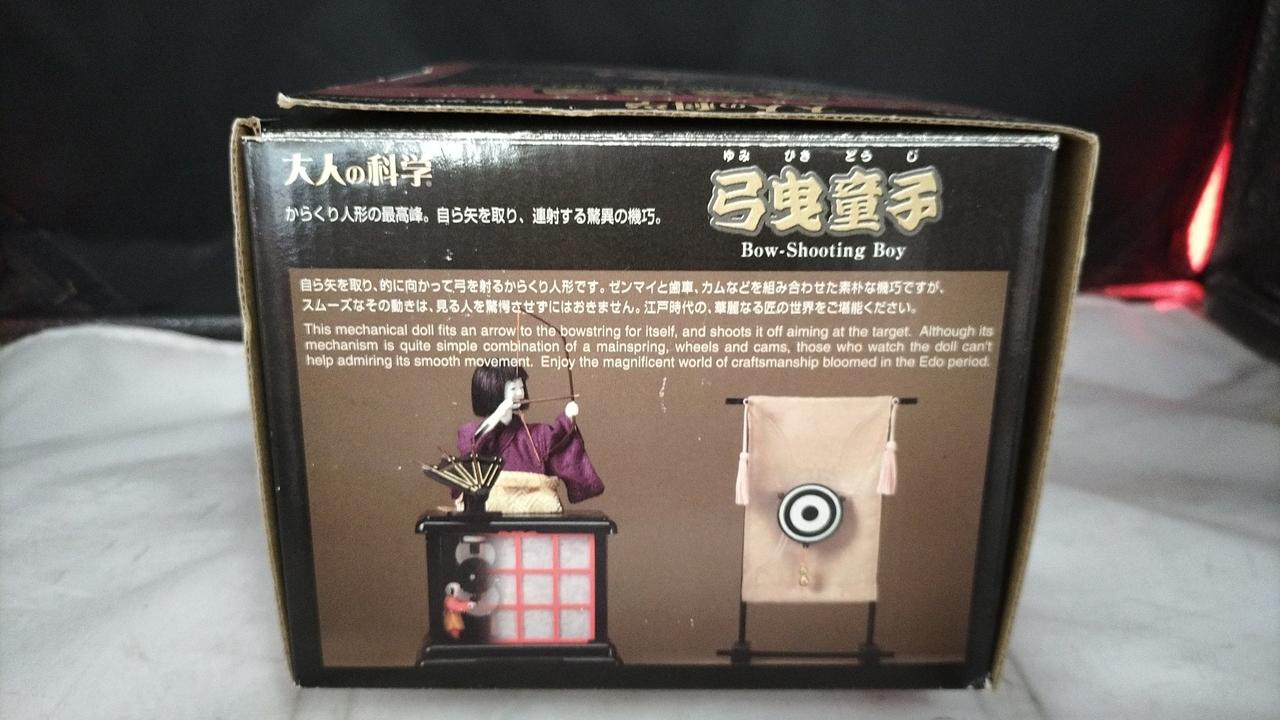 大人の科学
からくり人形の最高峰。自ら矢を取り、連射する驚異の機巧。
ゆみ ひき どう じ
弓曳童子
Bow-Shooting Boy
自ら矢を取り、的に向かって弓を射るからくり人形です。ゼンマイと歯車、カムなどを組み合わせた素朴な機巧ですが、
スムーズなその動きは、見る人を驚愕させずにはおきません。江戸時代の、華麗なる匠の世界をご堪能ください。
This mechanical doll fits an arrow to the bowstring for itself, and shoots it off aiming at the target. Although its
mechanism is quite simple combination of a mainspring, wheels and cams, those who watch the doll can't
help admiring its smooth movement. Enjoy the magnificent world of craftsmanship bloomed in the Edo period.